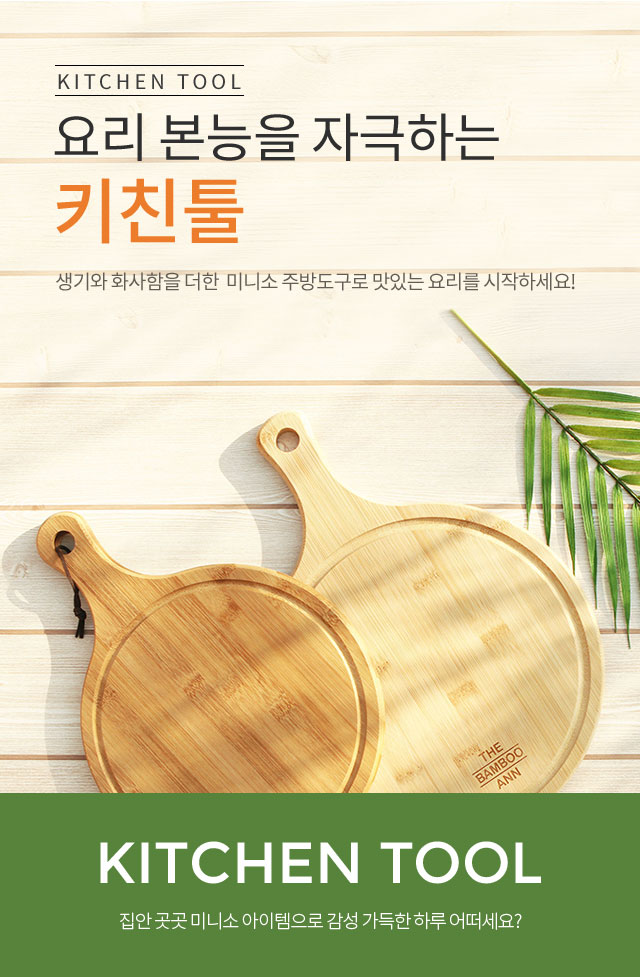 KITCHEN TOOL
요리 본능을 자극하는
키친툴
생기와 화사함을 더한 미니소 주방도구로 맛있는 요리를 시작하세요!
THE
BAMBOO
ANN
KITCHEN TOOL
집안 곳곳 미니소 아이템으로 감성 가득한 하루 어떠세요?